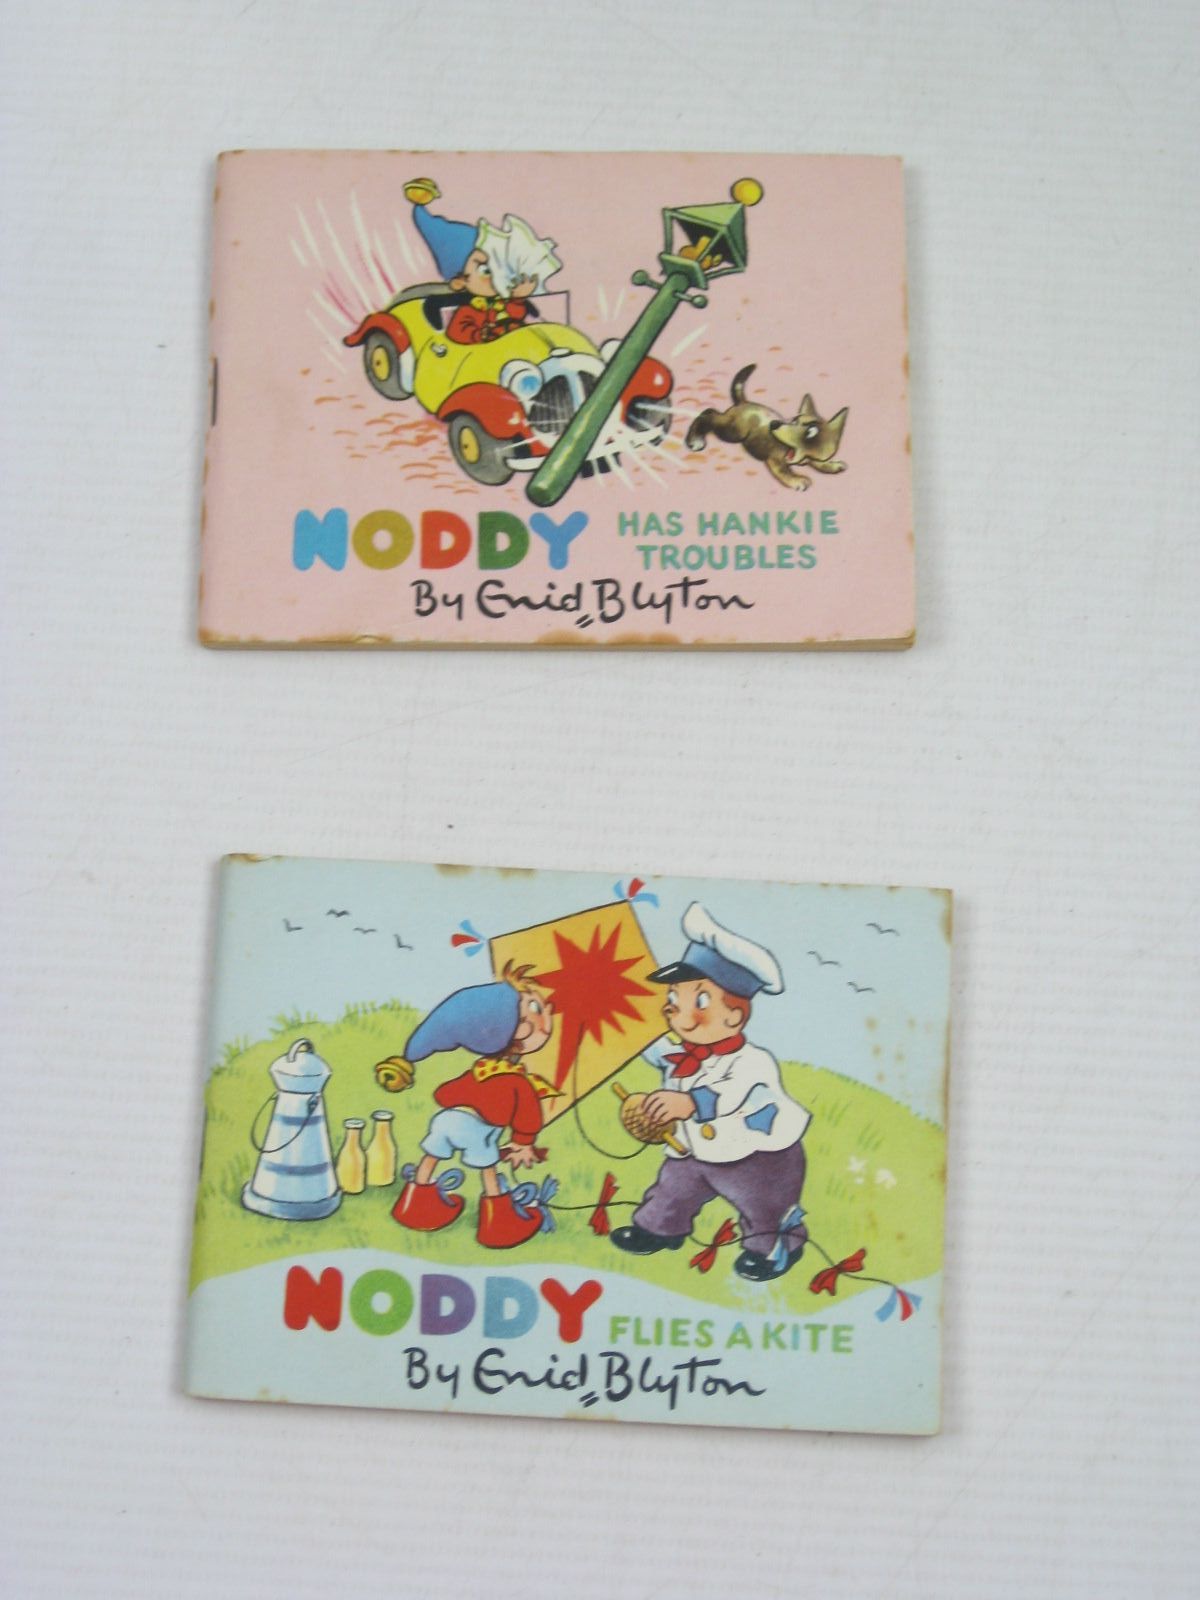 NODDY HAS HANKIE
TROUBLES
By Enid Blyton
NODDY FLIES A KITE
By Enid Blyton